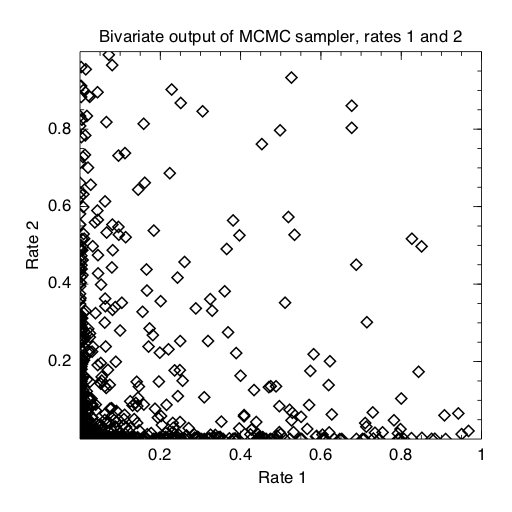 Bivariate output of MCMC sampler, rates 1 and 2
0.8
0.6
Rate 2
0.4
0.2
0.2 0.4 0.6 0.8 1
Rate 1